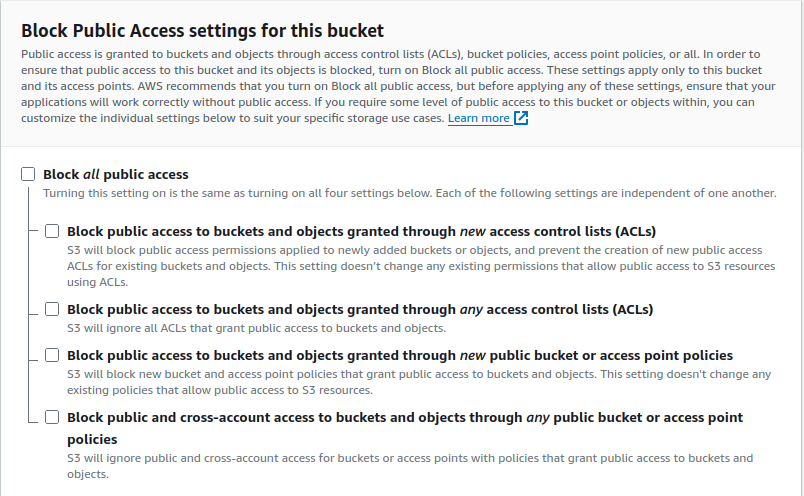 Block Public Access settings for this bucket
Public access is granted to buckets and objects through access control lists (ACLs), bucket policies, access point policies, or all. In order to
ensure that public access to this bucket and its objects is blocked, turn on Block all public access. These settings apply only to this bucket
and its access points. AWS recommends that you turn on Block all public access, but before applying any of these settings, ensure that your
applications will work correctly without public access. If you require some level of public access to this bucket or objects within, you can
customize the individual settings below to suit your specific storage use cases. Learn more
Block all public access
Turning this setting on is the same as turning on all four settings below. Each of the following settings are independent of one another.
Block public access to buckets and objects granted through new access control lists (ACLs)
S3 will block public access permissions applied to newly added buckets or objects, and prevent the creation of new public access
ACLs for existing buckets and objects. This setting doesn't change any existing permissions that allow public access to S3 resources
using ACLs.
Block public access to buckets and objects granted through any access control lists (ACLs)
S3 will ignore all ACLs that grant public access to buckets and objects.
Block public access to buckets and objects granted through new public bucket or access point policies
S3 will block new bucket and access point policies that grant public access to buckets and objects. This setting doesn't change any
existing policies that allow public access to S3 resources.
Block public and cross-account access to buckets and objects through any public bucket or access point
policies
S3 will ignore public and cross-account access for buckets or access points with policies that grant public access to buckets and
objects.